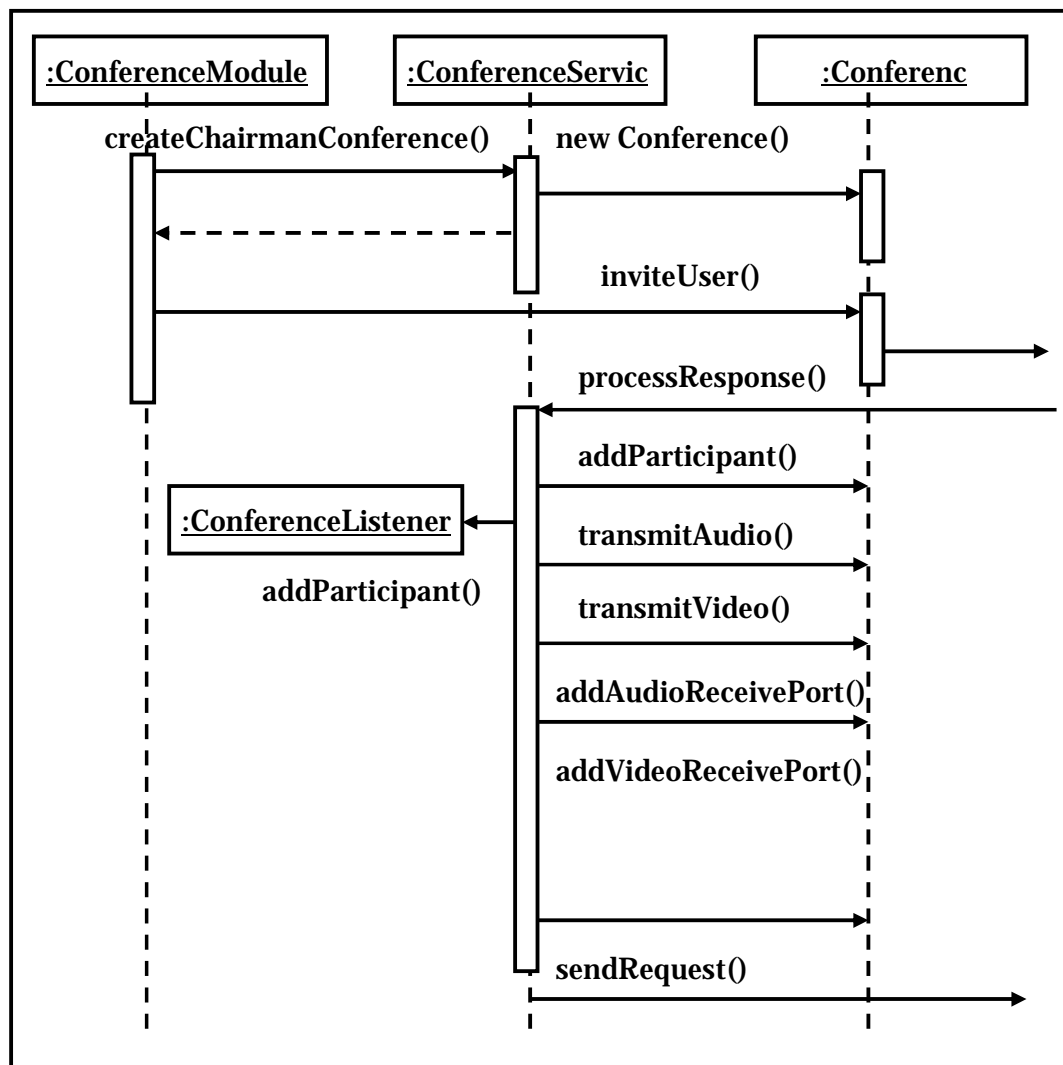 :ConferenceModule
:ConferenceServic
:Conferenc
createChairmanConference()
new Conference()
inviteUser()
processResponse()
addParticipant()
:ConferenceListener
transmitAudio()
addParticipant()
transmitVideo()
addAudioReceivePort()
addVideoReceivePort()
sendRequest()